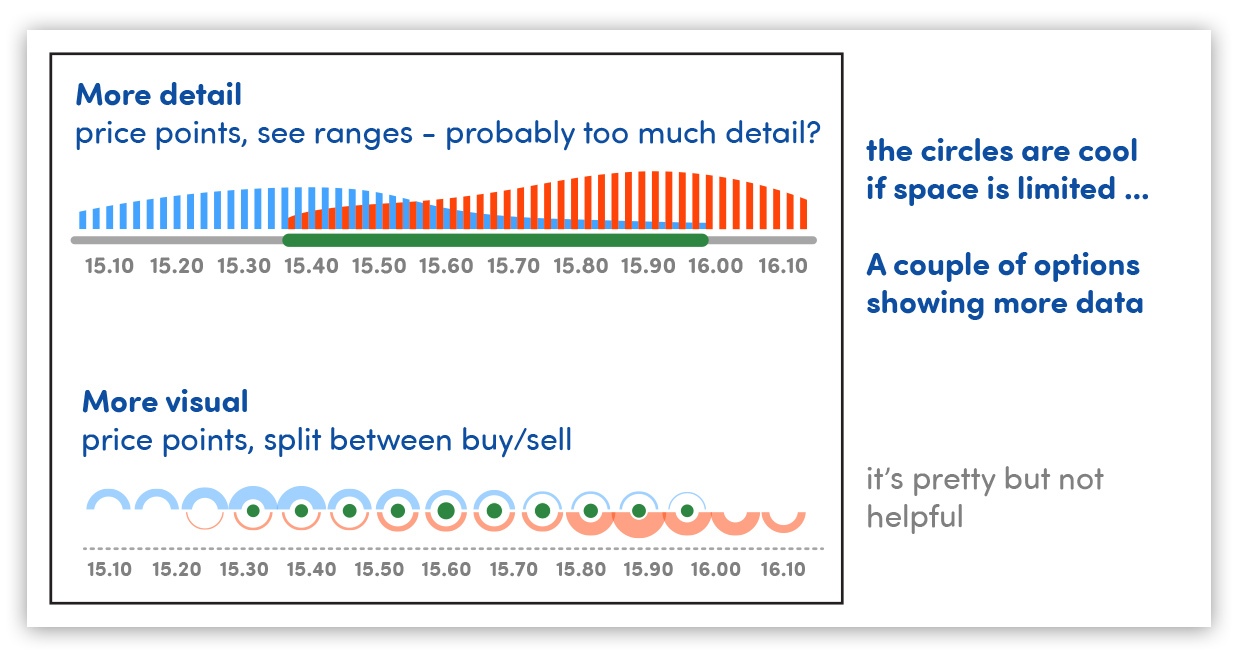 More detail
price points, see ranges - probably too much detail?
15.10 15.20 15.30 15.40 15.50 15.60 15.70 15.80 15.90 16.00 16.10
the circles are cool
if space is limited ...
A couple of options
showing more data
More visual
price points, split between buy/sell
15.10 15.20 15.30 15.40 15.50 15.60 15.70 15.80 15.90 16.00 16.10
it's pretty but not
helpful